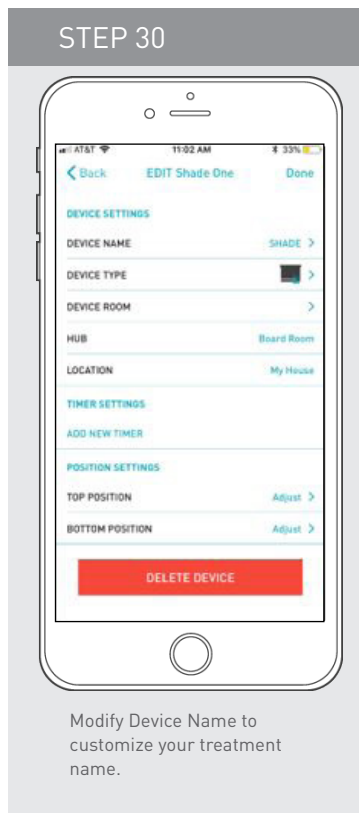 STEP 30
AT&T 11:02 AM 33%
Back EDIT Shade One Done
DEVICE SETTINGS
DEVICE NAME SHADE >
DEVICE TYPE >
DEVICE ROOM >
HUB Board Room
LOCATION My House
TIMER SETTINGS
ADD NEW TIMER
POSITION SETTINGS
TOP POSITION Adjust >
BOTTOM POSITION Adjust >
DELETE DEVICE
Modify Device Name to
customize your treatment
name.